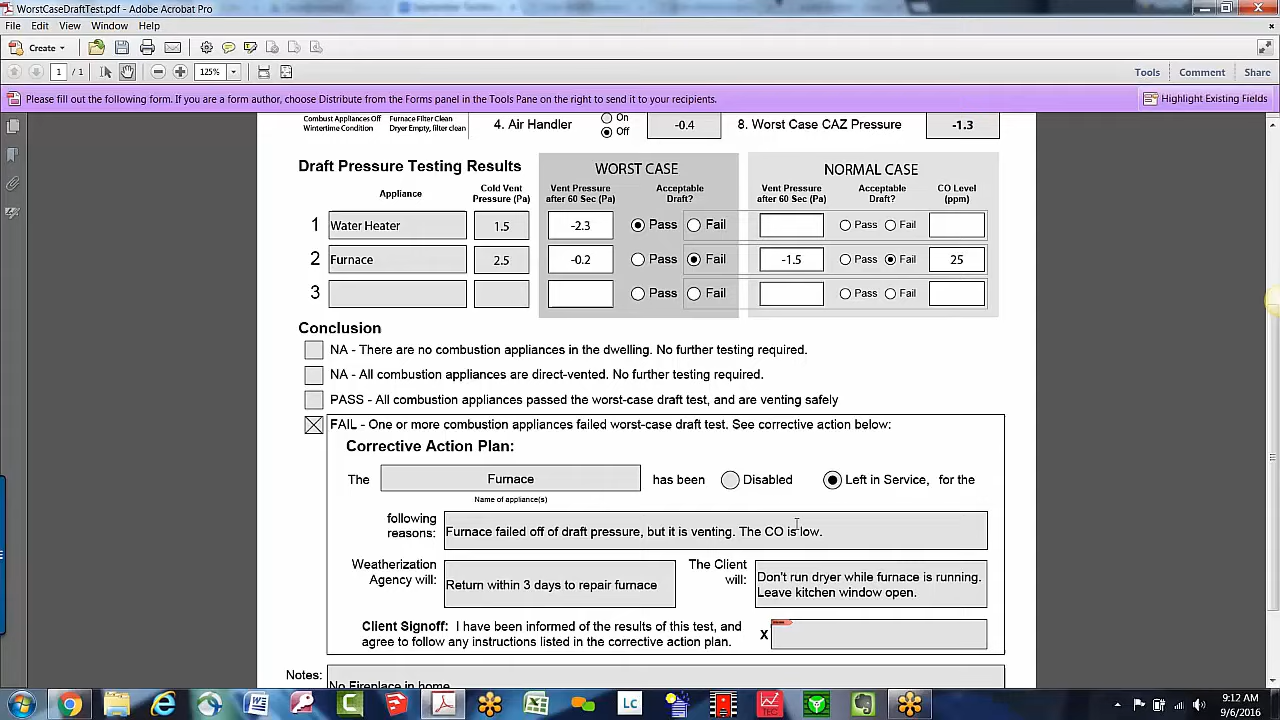 WorstCaseDraftTest.pdf - Adobe Acrobat Pro
File Edit View Window Help
Create
1 / 1 125% Tools Comment Share
Please fill out the following form. If you are a form author, choose Distribute from the Forms panel in the Tools Pane on the right to send it to your recipients. Highlight Existing Fields
Combust Appliances Off Furnace Filter Clean
Wintertime Condition Dryer Empty, filter clean
4. Air Handler On Off -0.4 8. Worst Case CAZ Pressure -1.3
Draft Pressure Testing Results WORST CASE NORMAL CASE
Appliance Cold Vent Pressure (Pa) Vent Pressure after 60 Sec (Pa) Acceptable Draft? Vent Pressure after 60 Sec (Pa) Acceptable Draft? CO Level (ppm)
1 Water Heater 1.5 -2.3 Pass Fail Pass Fail
2 Furnace 2.5 -0.2 Pass Fail -1.5 Pass Fail 25
3 Pass Fail Pass Fail
Conclusion
NA - There are no combustion appliances in the dwelling. No further testing required.
NA - All combustion appliances are direct-vented. No further testing required.
PASS - All combustion appliances passed the worst-case draft test, and are venting safely
FAIL - One or more combustion appliances failed worst-case draft test. See corrective action below:
Corrective Action Plan:
The Furnace has been Disabled Left in Service, for the
Name of appliance(s)
following reasons: Furnace failed off of draft pressure, but it is venting. The CO is low.
Weatherization Agency will: Return within 3 days to repair furnace
The Client will: Don't run dryer while furnace is running.
Leave kitchen window open.
Client Signoff: I have been informed of the results of this test, and
agree to follow any instructions listed in the corrective action plan.
X
Notes: No Fireplace in home
9:12 AM
9/6/2016